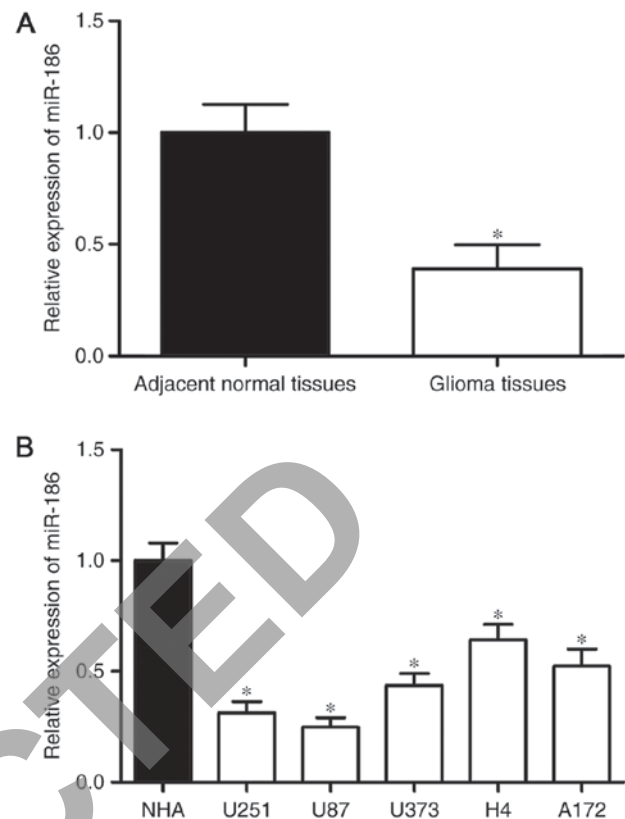 A
Relative expression of miR-186
1.5
1.0
0.5
0.0
*
Adjacent normal tissues
Glioma tissues
B
Relative expression of miR-186
1.5
1.0
0.5
0.0
*
*
*
*
*
NHA
U251
U87
U373
H4
A172
CTED